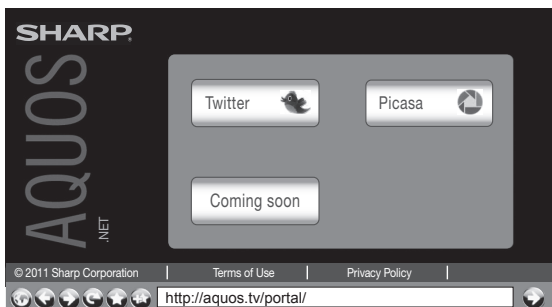 SHARP®
AQUOS
.NET
Twitter
Picasa
Coming soon
© 2011 Sharp Corporation | Terms of Use | Privacy Policy |
http://aquos.tv/portal/